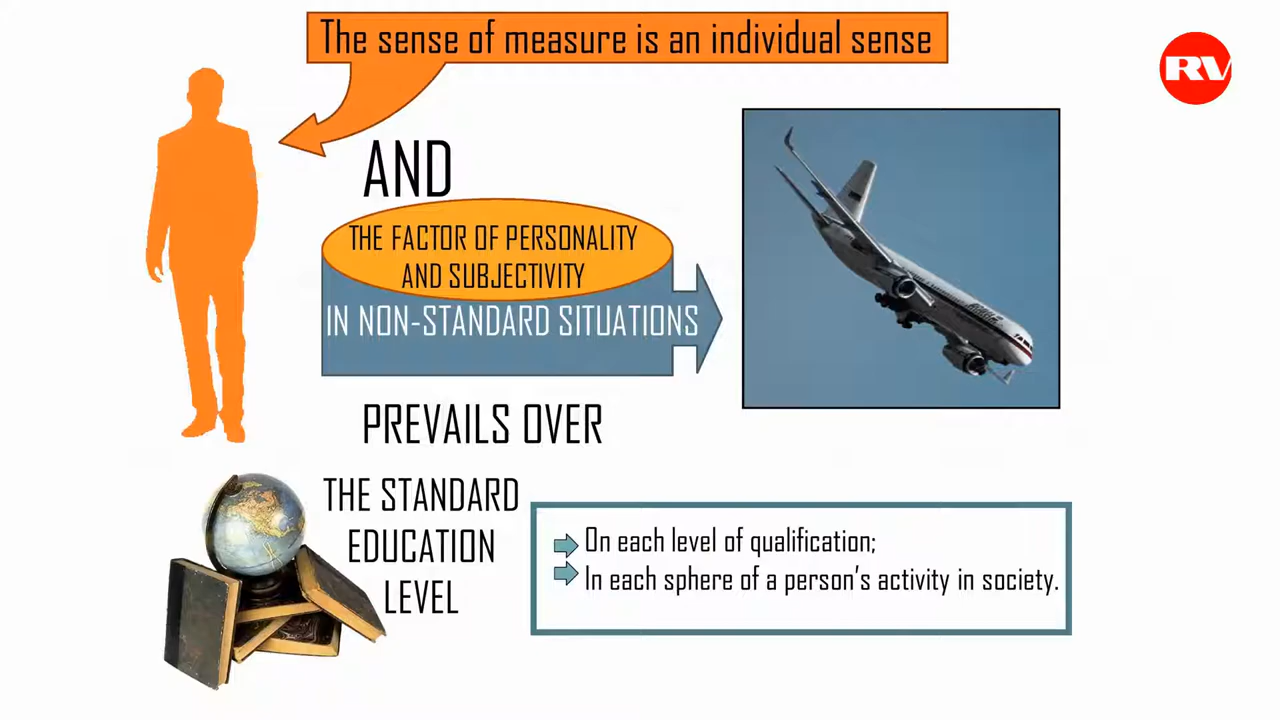 The sense of measure is an individual sense
RV
AND
THE FACTOR OF PERSONALITY
AND SUBJECTIVITY
IN NON-STANDARD SITUATIONS
PREVAILS OVER
THE STANDARD
EDUCATION
LEVEL
On each level of qualification;
In each sphere of a person's activity in society.